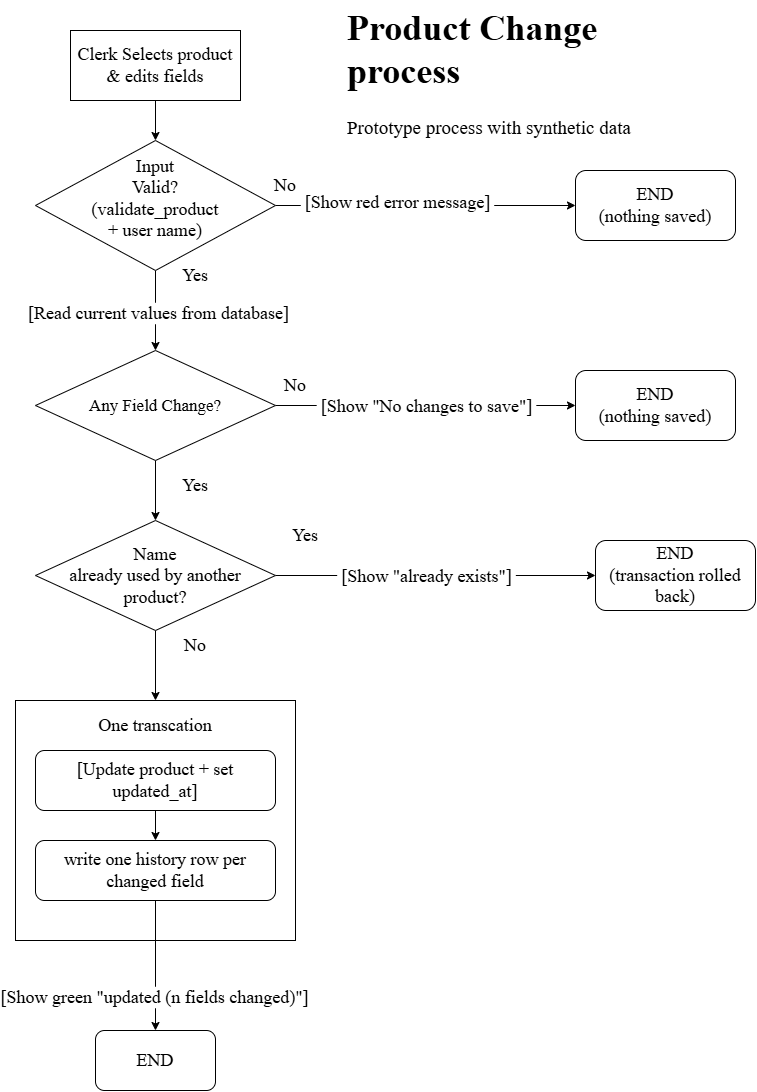 Product Change
process
Prototype process with synthetic data
Clerk Selects product
& edits fields
Input
Valid?
(validate_product
+ user name)
No
[Show red error message]
END
(nothing saved)
Yes
[Read current values from database]
Any Field Change?
No
[Show "No changes to save"]
END
(nothing saved)
Yes
Name
already used by another
product?
Yes
[Show "already exists"]
END
(transaction rolled
back)
No
One transcation
[Update product + set
updated_at]
write one history row per
changed field
[Show green "updated (n fields changed)"]
END